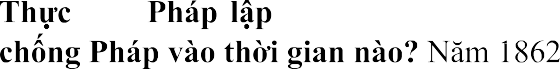 Thực Pháp lập
chống Pháp vào thời gian nào? Năm 1862